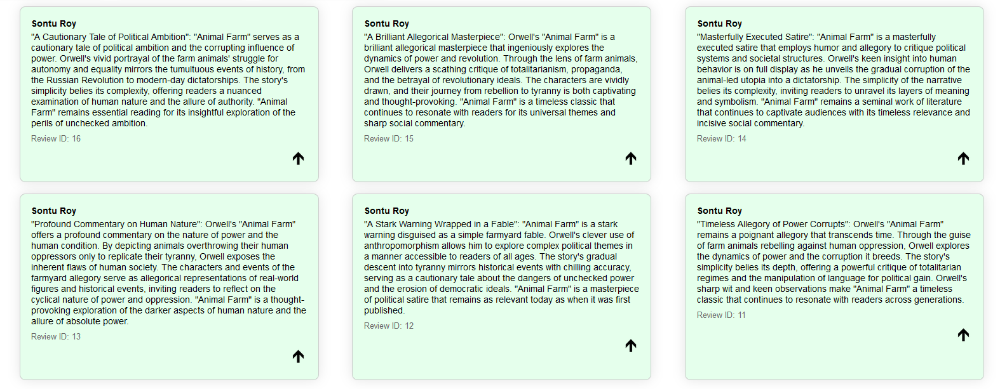 Sontu Roy
"A Cautionary Tale of Political Ambition": "Animal Farm" serves as a
cautionary tale of political ambition and the corrupting influence of
power. Orwell's vivid portrayal of the farm animals' struggle for
autonomy and equality mirrors the tumultuous events of history, from
the Russian Revolution to modern-day dictatorships. The story's
simplicity belies its complexity, offering readers a nuanced
examination of human nature and the allure of authority. "Animal
Farm" remains essential reading for its insightful exploration of the
perils of unchecked ambition.
Review ID: 16
Sontu Roy
"A Brilliant Allegorical Masterpiece": Orwell's "Animal Farm" is a
brilliant allegorical masterpiece that ingeniously explores the
dynamics of power and revolution. Through the lens of farm animals,
Orwell delivers a scathing critique of totalitarianism, propaganda,
and the betrayal of revolutionary ideals. The characters are vividly
drawn, and their journey from rebellion to tyranny is both captivating
and thought-provoking. "Animal Farm" is a timeless classic that
continues to resonate with readers for its universal themes and
sharp social commentary.
Review ID: 15
Sontu Roy
"Masterfully Executed Satire": "Animal Farm" is a masterfully
executed satire that employs humor and allegory to critique political
systems and societal structures. Orwell's keen insight into human
behavior is on full display as he unveils the gradual corruption of the
animal-led utopia into a dictatorship. The simplicity of the narrative
belies its complexity, inviting readers to unravel its layers of meaning
and symbolism. "Animal Farm" remains a seminal work of literature
that continues to captivate audiences with its timeless relevance and
incisive social commentary.
Review ID: 14
Sontu Roy
"Profound Commentary on Human Nature": Orwell's "Animal Farm"
offers a profound commentary on the nature of power and the
human condition. By depicting animals overthrowing their human
oppressors only to replicate their tyranny, Orwell exposes the
inherent flaws of human society. The characters and events of the
farmyard allegory serve as allegorical representations of real-world
figures and historical events, inviting readers to reflect on the
cyclical nature of power and oppression. "Animal Farm" is a thought-
provoking exploration of the darker aspects of human nature and the
allure of absolute power.
Review ID: 13
Sontu Roy
"A Stark Warning Wrapped in a Fable": "Animal Farm" is a stark
warning disguised as a simple farmyard fable. Orwell's clever use of
anthropomorphism allows him to explore complex political themes in
a manner accessible to readers of all ages. The story's gradual
descent into tyranny mirrors historical events with chilling accuracy,
serving as a cautionary tale about the dangers of unchecked power
and the erosion of democratic ideals. "Animal Farm" is a masterpiece
of political satire that remains as relevant today as when it was first
published.
Review ID: 12
Sontu Roy
"Timeless Allegory of Power Corrupts": Orwell's "Animal Farm"
remains a poignant allegory that transcends time. Through the guise
of farm animals rebelling against human oppression, Orwell explores
the dynamics of power and the corruption it breeds. The story's
simplicity belies its depth, offering a powerful critique of totalitarian
regimes and the manipulation of language for political gain. Orwell's
sharp wit and keen observations make "Animal Farm" a timeless
classic that continues to resonate with readers across generations.
Review ID: 11